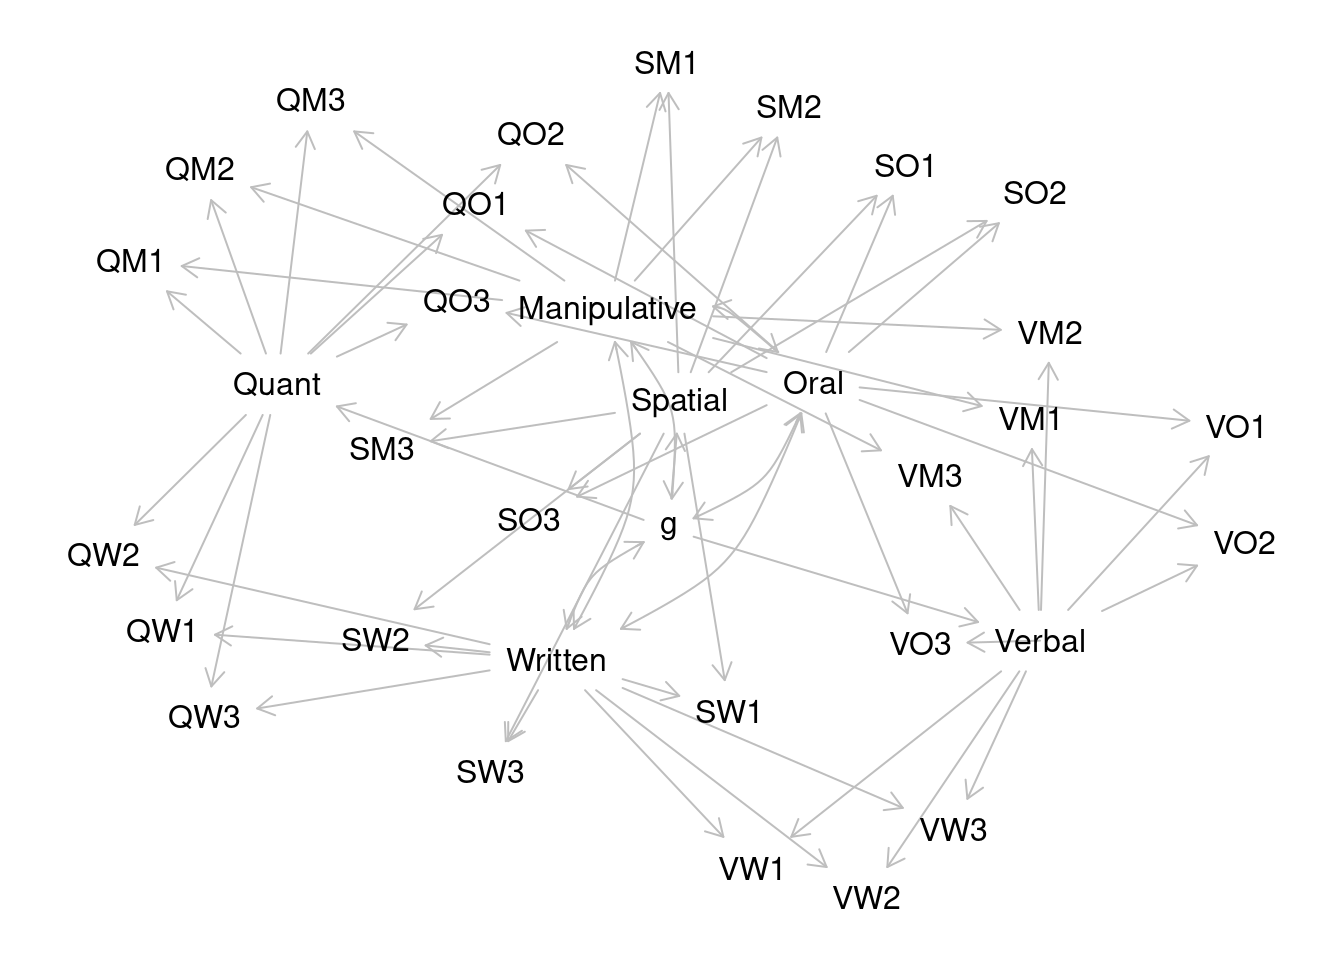 SM1
QM3
SM2
QO2
SO1
QM2
SO2
QO1
QM1
QO3
Manipulative
VM2
Quant
Oral
Spatial
VM1
VO1
SM3
VM3
SO3
g
VO2
QW2
QW1
SW2
Written
VO3
Verbal
QW3
SW1
SW3
VW3
VW1
VW2